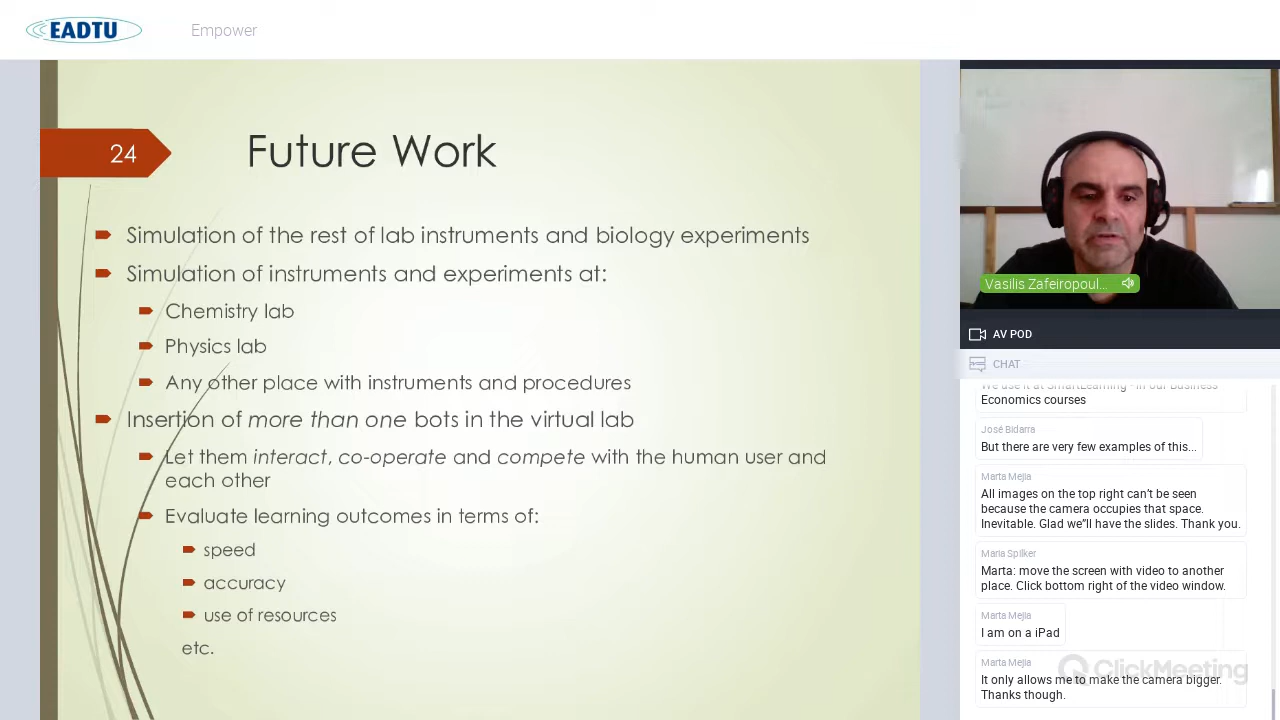 EADTU
Empower
24
Future Work
Simulation of the rest of lab instruments and biology experiments
Simulation of instruments and experiments at:
Chemistry lab
Physics lab
Any other place with instruments and procedures
Insertion of more than one bots in the virtual lab
Let them interact, co-operate and compete with the human user and
each other
Evaluate learning outcomes in terms of:
speed
accuracy
use of resources
etc.
Vasilis Zafeiropoul...
AV POD
CHAT
We use it at SmartLearning - in our Business
Economics courses
José Bidarra
But there are very few examples of this...
Marta Mejia
All images on the top right can't be seen
because the camera occupies that space.
Inevitable. Glad we"ll have the slides. Thank you.
Maria Spilker
Marta: move the screen with video to another
place. Click bottom right of the video window.
Marta Mejia
I am on a iPad
Marta Mejia
It only allows me to make the camera bigger.
Thanks though.
ClickMeeting